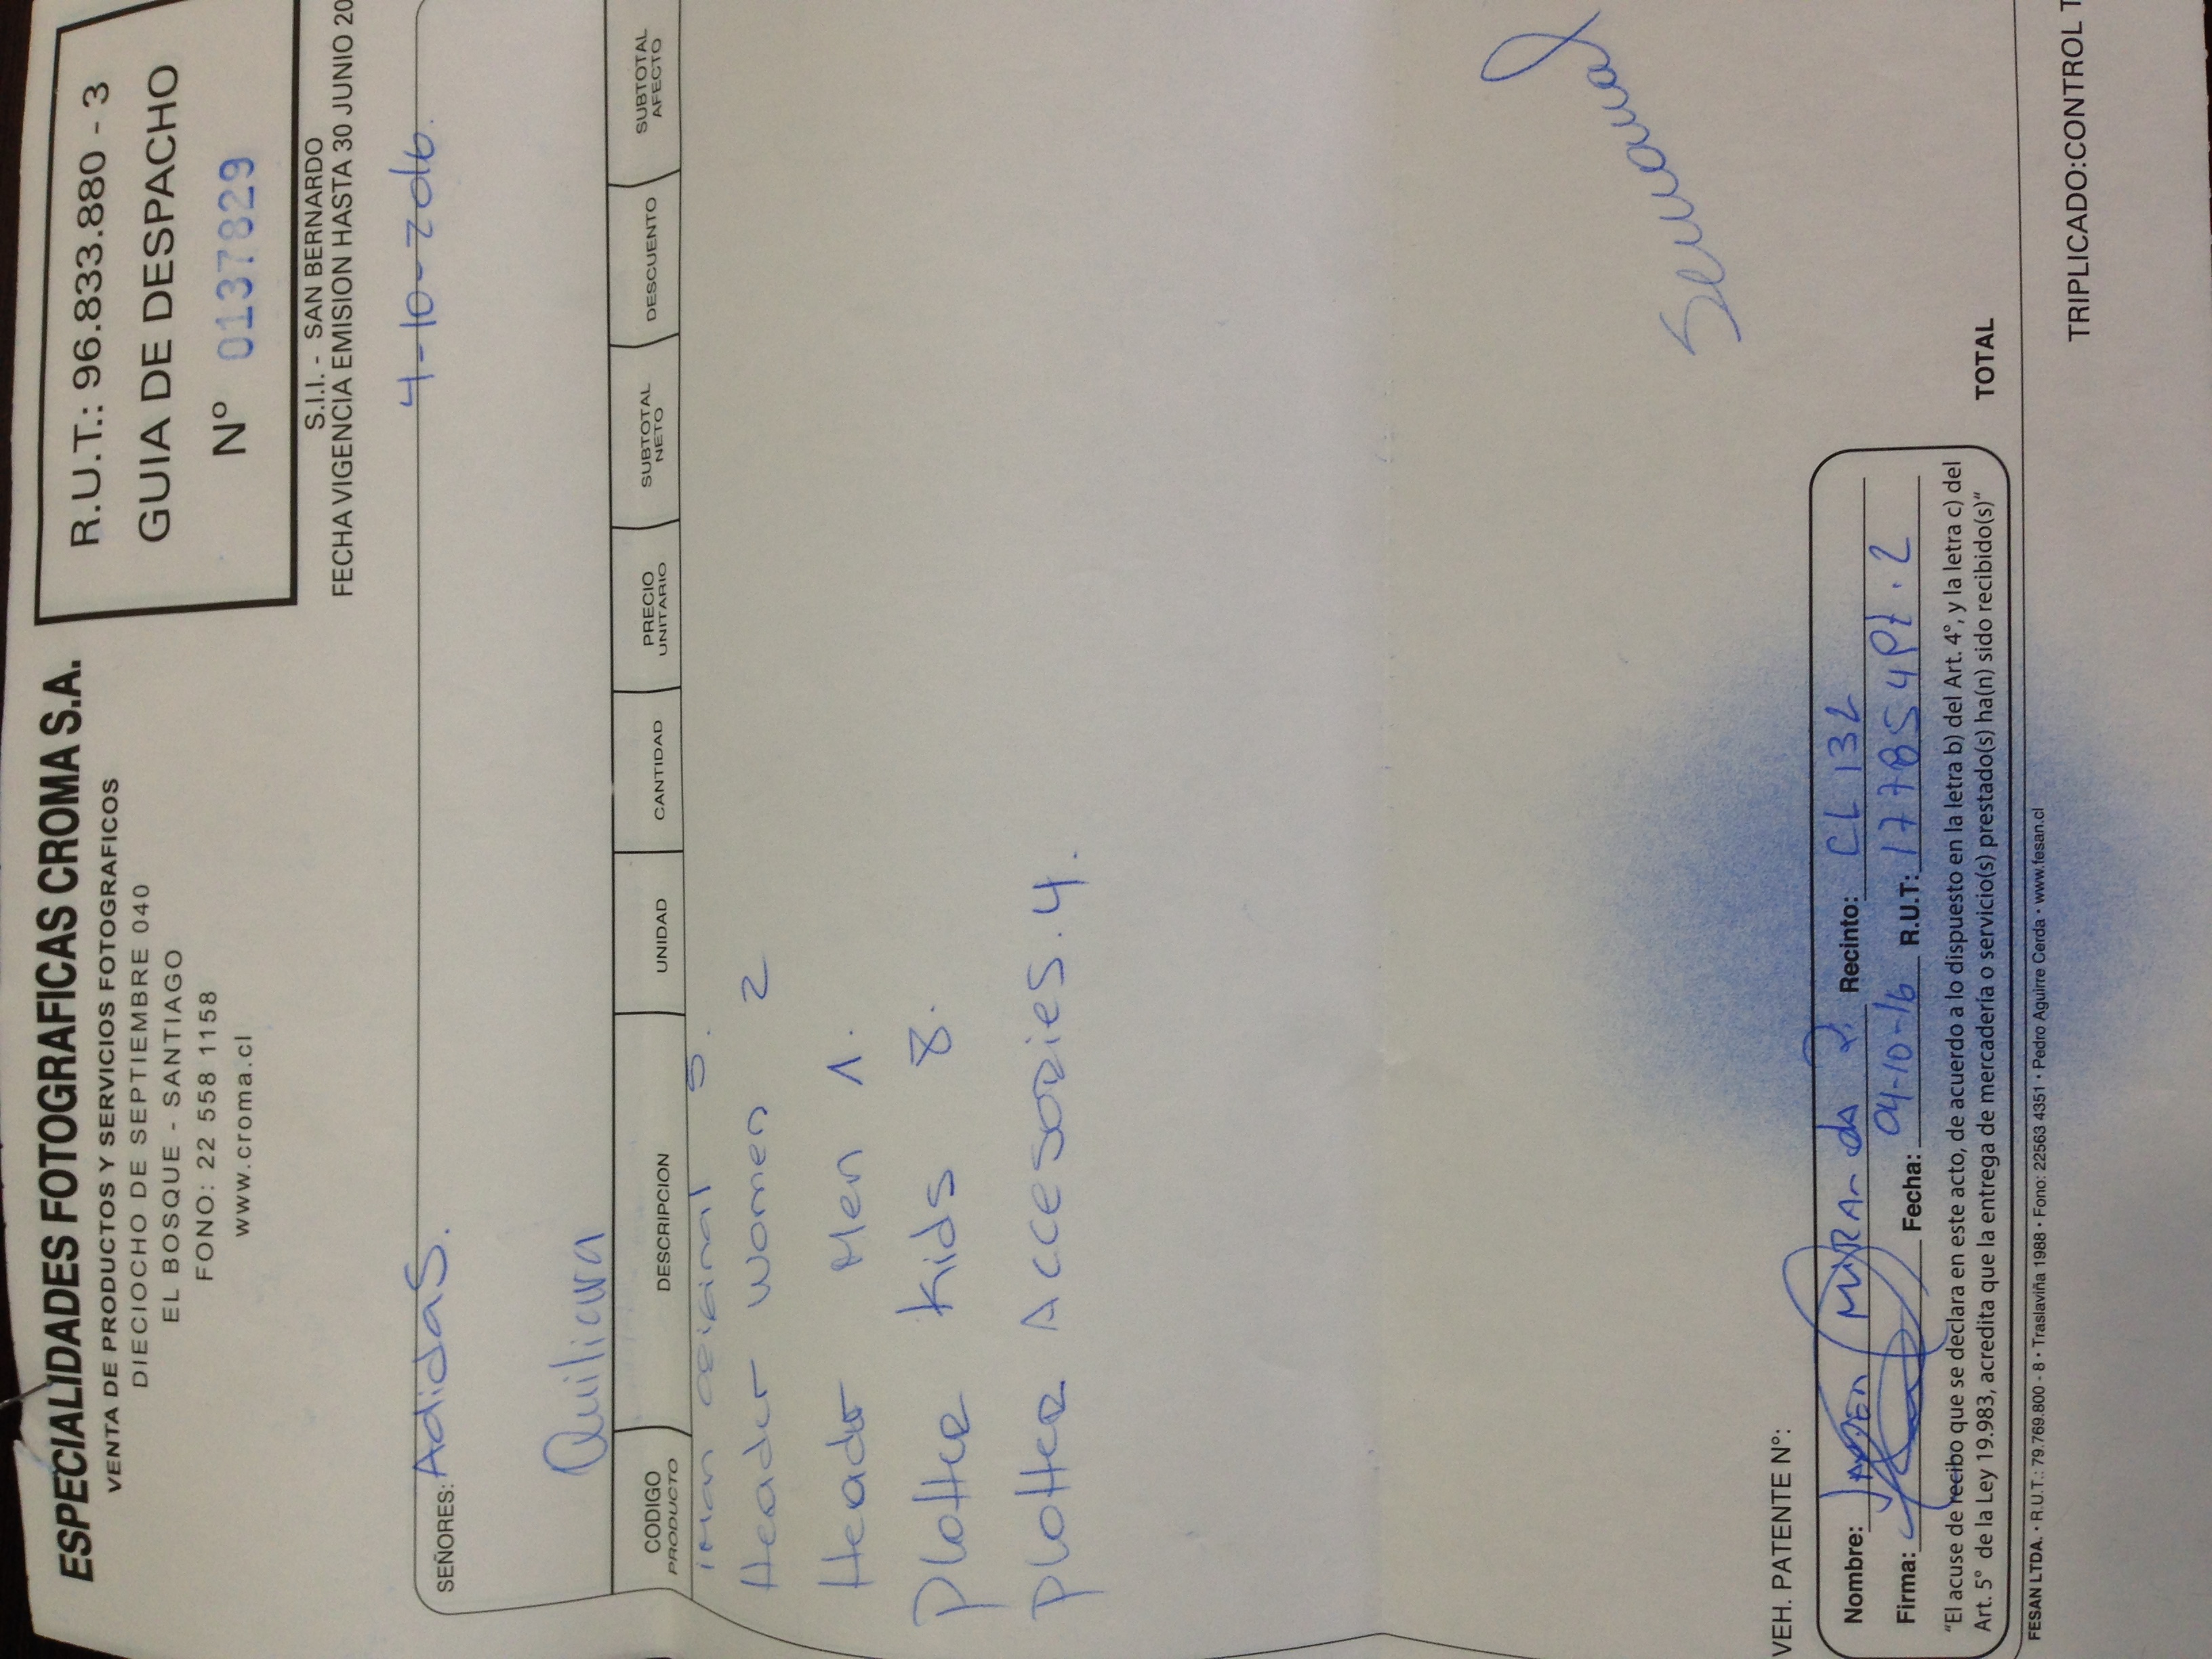 ESPECIALIDADES FOTOGRAFICAS CROMA S.A.
VENTA DE PRODUCTOS Y SERVICIOS FOTOGRAFICOS
DIECIOCHO DE SEPTIEMBRE 040
EL BOSQUE - SANTIAGO
FONO: 22 558 1158
www.croma.cl
R.U.T.: 96.833.880 - 3
GUIA DE DESPACHO
Nº 0137829
S.I.I. - SAN BERNARDO
FECHA VIGENCIA EMISION HASTA 30 JUNIO 20
4-10-2016.
SEÑORES: Adidas.
Quilicura
CODIGO PRODUCTO DESCRIPCION UNIDAD CANTIDAD PRECIO UNITARIO SUBTOTAL NETO DESCUENTO SUBTOTAL AFECTO
Header women 2
Header Men 1.
Plotter Kids 8.
Plotter Accesories. 4.
Semanal
VEH. PATENTE Nº:
Nombre: Miranda Recinto: CL 132
Firma: Fecha: 04-10-16 R.U.T:
"El acuse de recibo que se declara en este acto, de acuerdo a lo dispuesto en la letra b) del Art. 4°, y la letra c) del
Art. 5° de la Ley 19.983, acredita que la entrega de mercadería o servicio(s) prestado(s) ha(n) sido recibido(s)"
TOTAL
FESAN LTDA. • R.U.T.: 79.769.800 - 8 • Traslaviña 1988 • Fono: 22563 4351 • Pedro Aguirre Cerda • www.fesan.cl
TRIPLICADO:CONTROL T